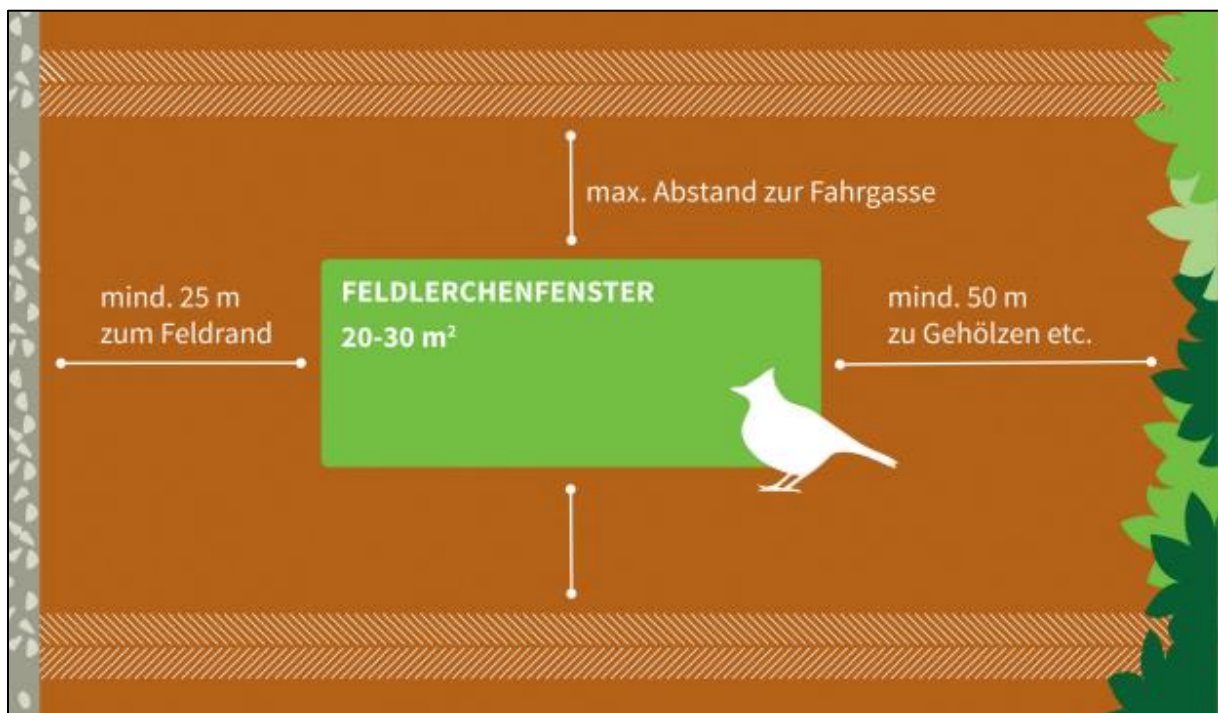 max. Abstand zur Fahrgasse
mind. 25 m
zum Feldrand
FELDLERCHENFENSTER
20-30 m²
mind. 50 m
zu Gehölzen etc.